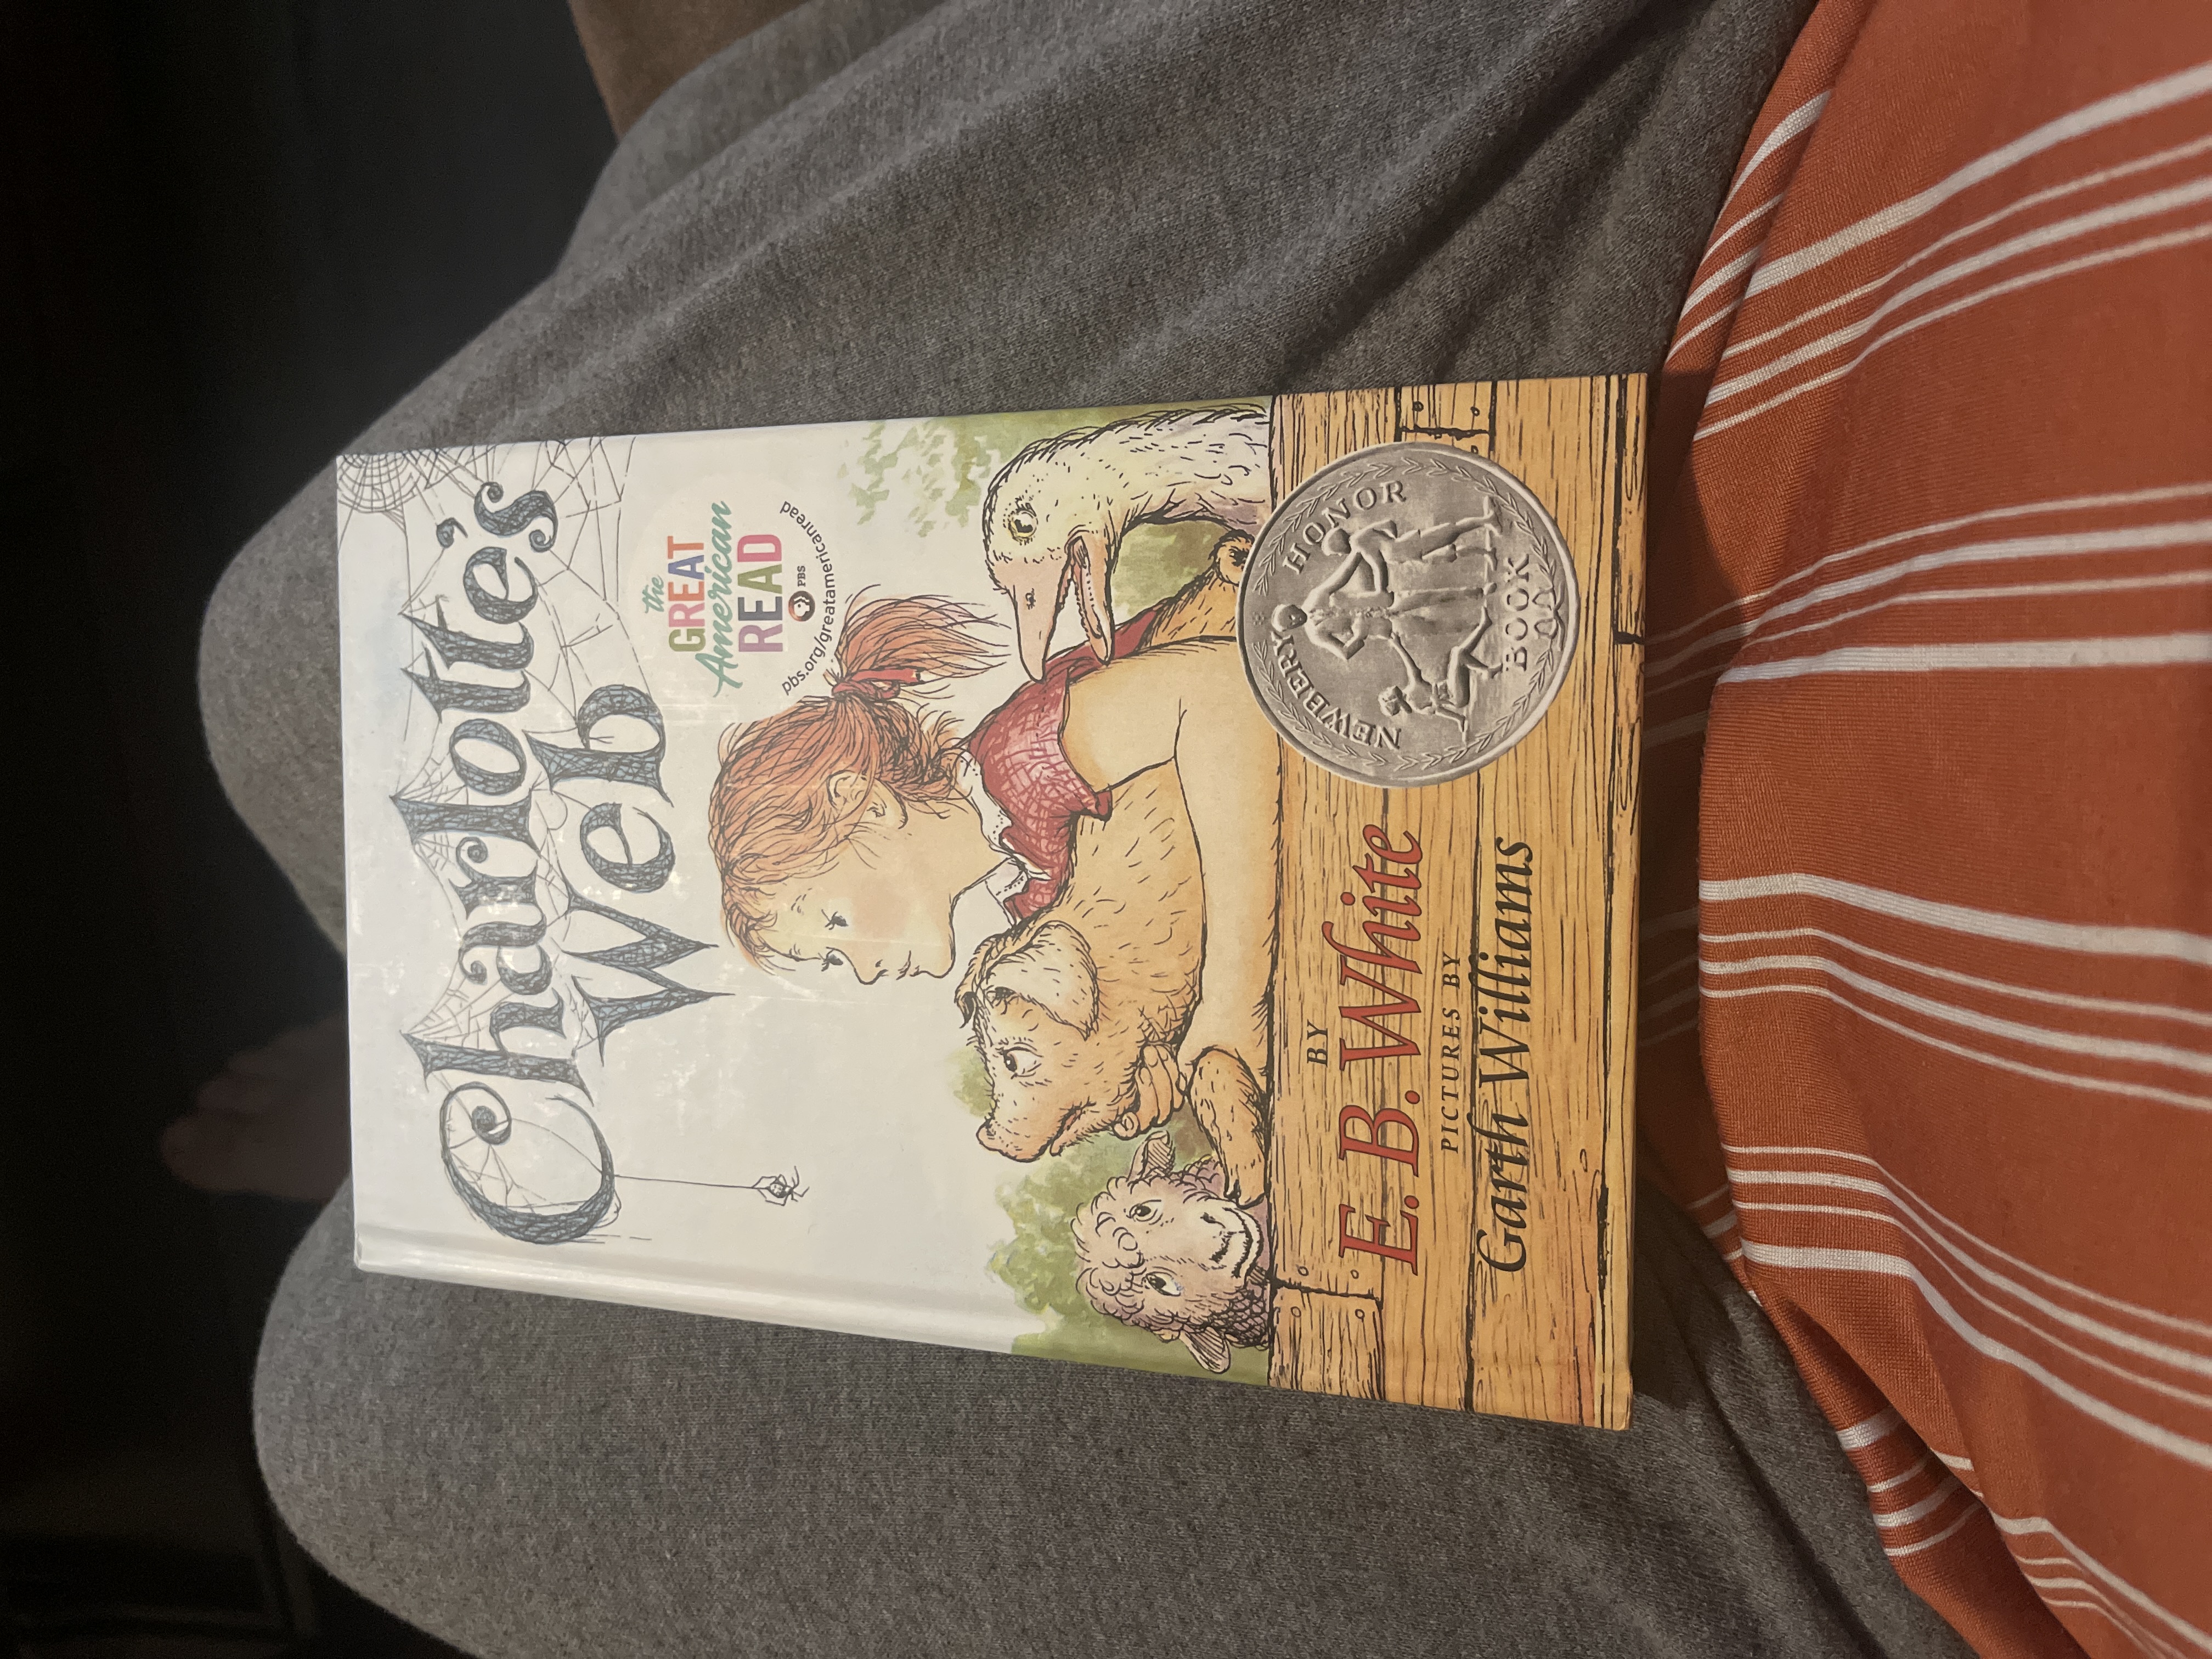 Charlotte's
Web
the
GREAT
American
READ
PBS
pbs.org/greatamericanread
NEWBERY HONOR
BOOK
BY
E. B. White
PICTURES BY
Garth Williams